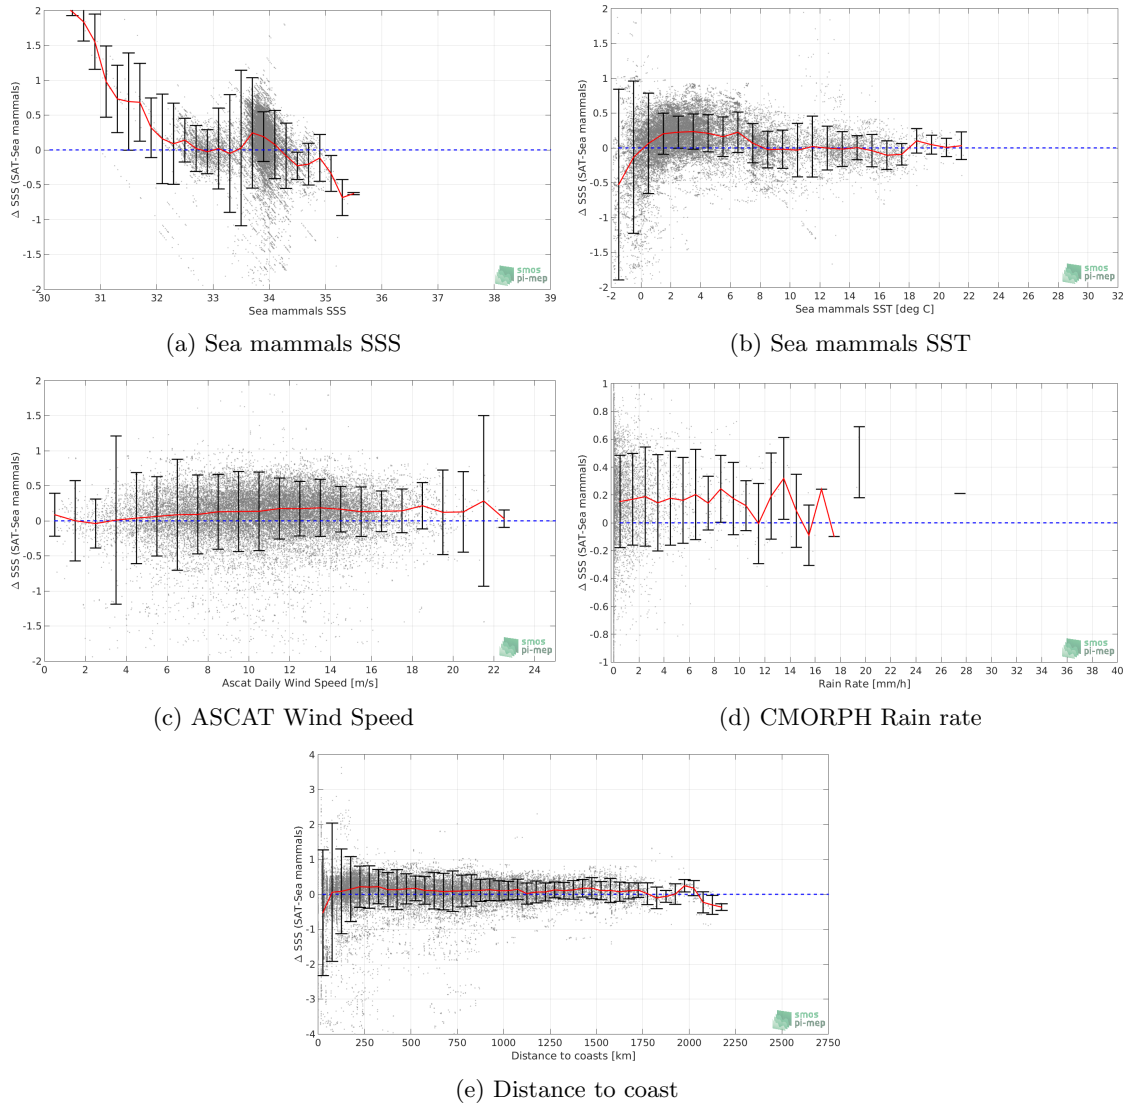 2
1.5
1
0.5
0
-0.5
-1
-1.5
-2
Δ SSS (SAT-Sea mammals)
30 31 32 33 34 35 36 37 38 39
Sea mammals SSS
smos
pi-mep
(a) Sea mammals SSS
2
1.5
1
0.5
0
-0.5
-1
-1.5
-2
Δ SSS (SAT-Sea mammals)
-2 0 2 4 6 8 10 12 14 16 18 20 22 24 26 28 30 32
Sea mammals SST [deg C]
smos
pi-mep
(b) Sea mammals SST
2
1.5
1
0.5
0
-0.5
-1
-1.5
-2
Δ SSS (SAT-Sea mammals)
0 2 4 6 8 10 12 14 16 18 20 22 24
Ascat Daily Wind Speed [m/s]
smos
pi-mep
(c) ASCAT Wind Speed
1
0.8
0.6
0.4
0.2
0
-0.2
-0.4
-0.6
-0.8
-1
Δ SSS (SAT-Sea mammals)
0 2 4 6 8 10 12 14 16 18 20 22 24 26 28 30 32 34 36 38 40
Rain Rate [mm/h]
smos
pi-mep
(d) CMORPH Rain rate
4
3
2
1
0
-1
-2
-3
-4
Δ SSS (SAT-Sea mammals)
0 250 500 750 1000 1250 1500 1750 2000 2250 2500 2750
Distance to coasts [km]
smos
pi-mep
(e) Distance to coast